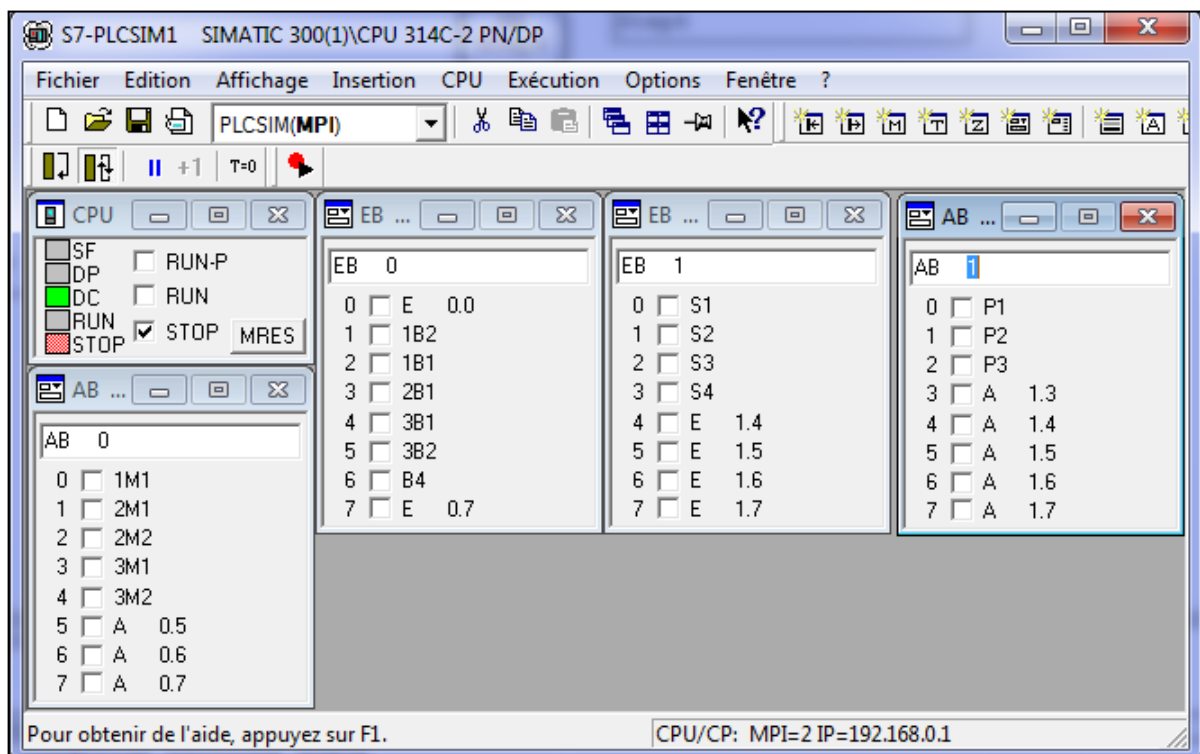 S7-PLCSIM1 SIMATIC 300(1)\CPU 314C-2 PN/DP
Fichier Edition Affichage Insertion CPU Exécution Options Fenêtre ?
PLCSIM(MPI)
+1 T=0
CPU
SF
DP
DC
RUN
STOP
RUN-P
RUN
STOP
MRES
EB ...
EB 0
0 E 0.0
1 1B2
2 1B1
3 2B1
4 3B1
5 3B2
6 B4
7 E 0.7
EB ...
EB 1
0 S1
1 S2
2 S3
3 S4
4 E 1.4
5 E 1.5
6 E 1.6
7 E 1.7
AB ...
AB 1
0 P1
1 P2
2 P3
3 A 1.3
4 A 1.4
5 A 1.5
6 A 1.6
7 A 1.7
AB ...
AB 0
0 1M1
1 2M1
2 2M2
3 3M1
4 3M2
5 A 0.5
6 A 0.6
7 A 0.7
Pour obtenir de l'aide, appuyez sur F1.
CPU/CP: MPI=2 IP=192.168.0.1